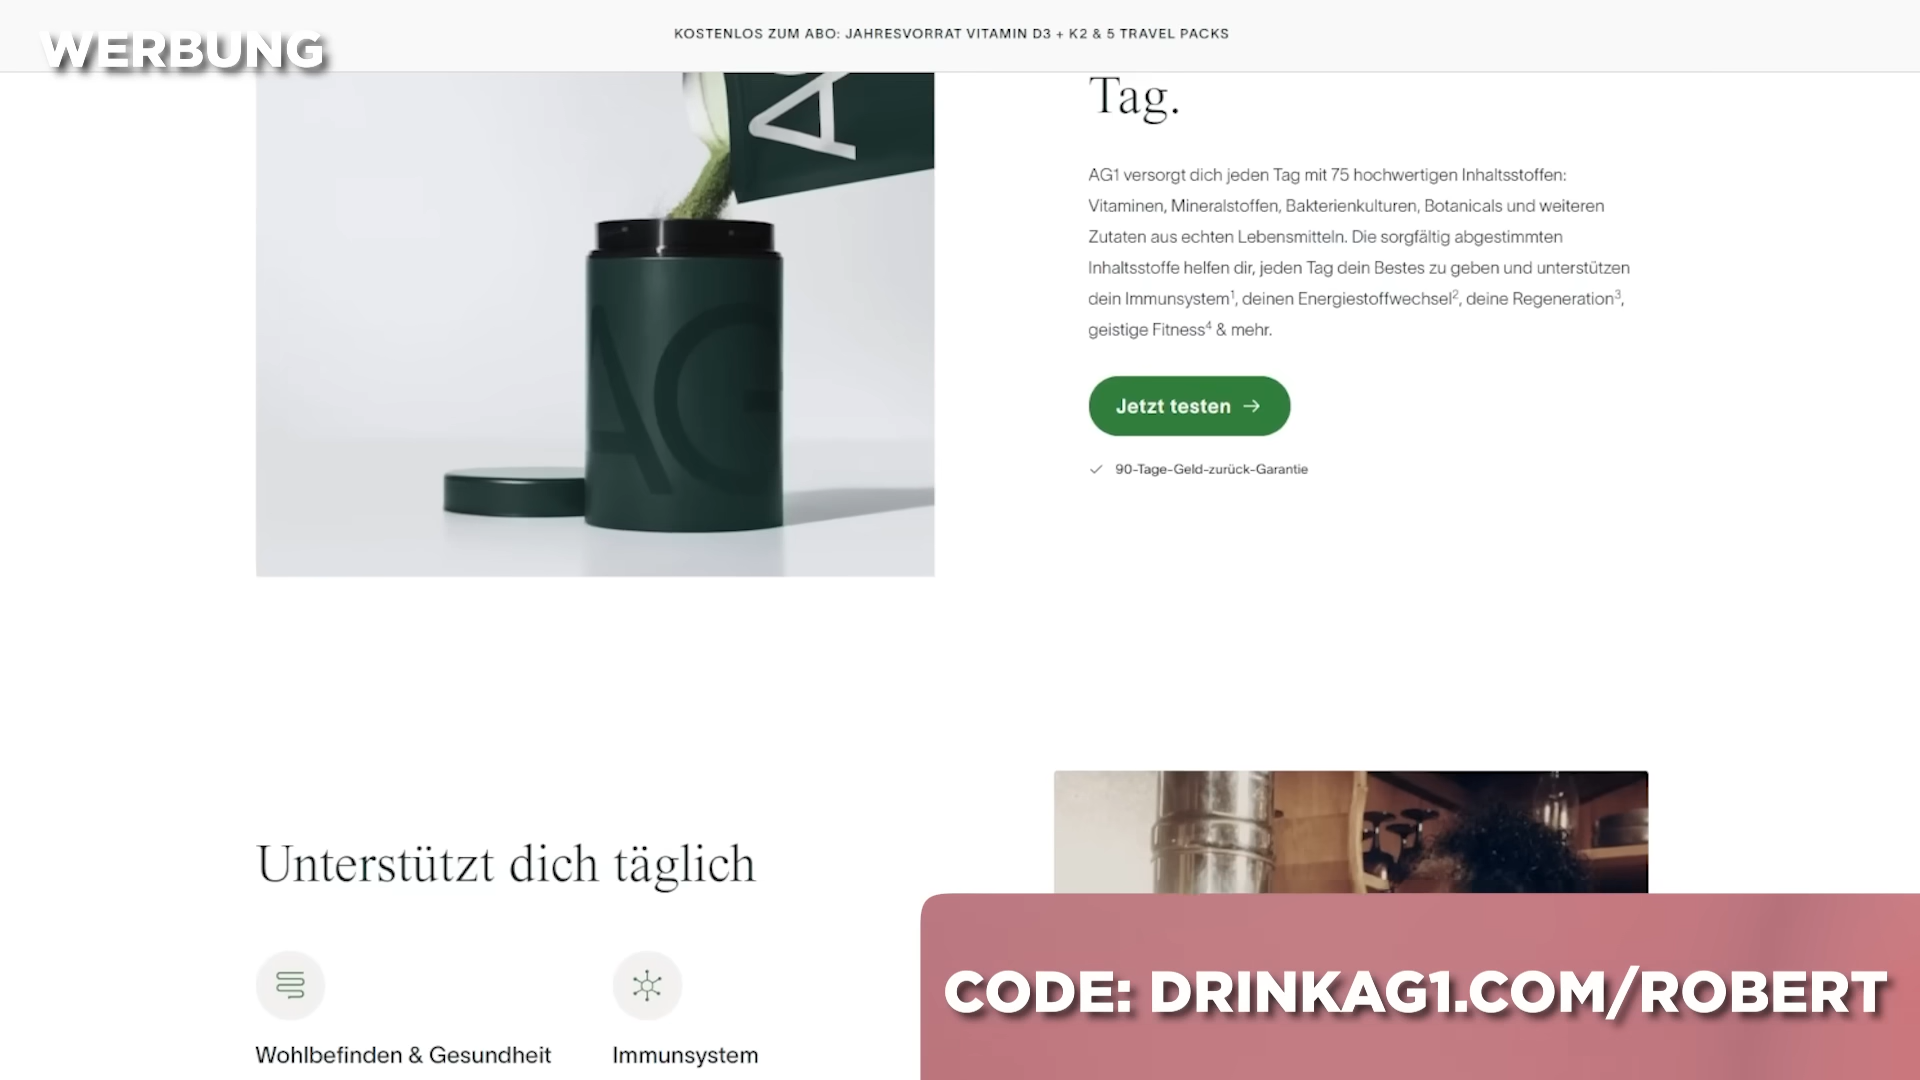 WERBUNG
KOSTENLOS ZUM ABO: JAHRESVORRAT VITAMIN D3 + K2 & 5 TRAVEL PACKS
Tag.
AG1 versorgt dich jeden Tag mit 75 hochwertigen Inhaltsstoffen:
Vitaminen, Mineralstoffen, Bakterienkulturen, Botanicals und weiteren
Zutaten aus echten Lebensmitteln. Die sorgfältig abgestimmten
Inhaltsstoffe helfen dir, jeden Tag dein Bestes zu geben und unterstützen
dein Immunsystem¹, deinen Energiestoffwechsel², deine Regeneration³,
geistige Fitness⁴ & mehr.
Jetzt testen →
90-Tage-Geld-zurück-Garantie
AG
Unterstützt dich täglich
Wohlbefinden & Gesundheit
Immunsystem
CODE: DRINKAG1.COM/ROBERT